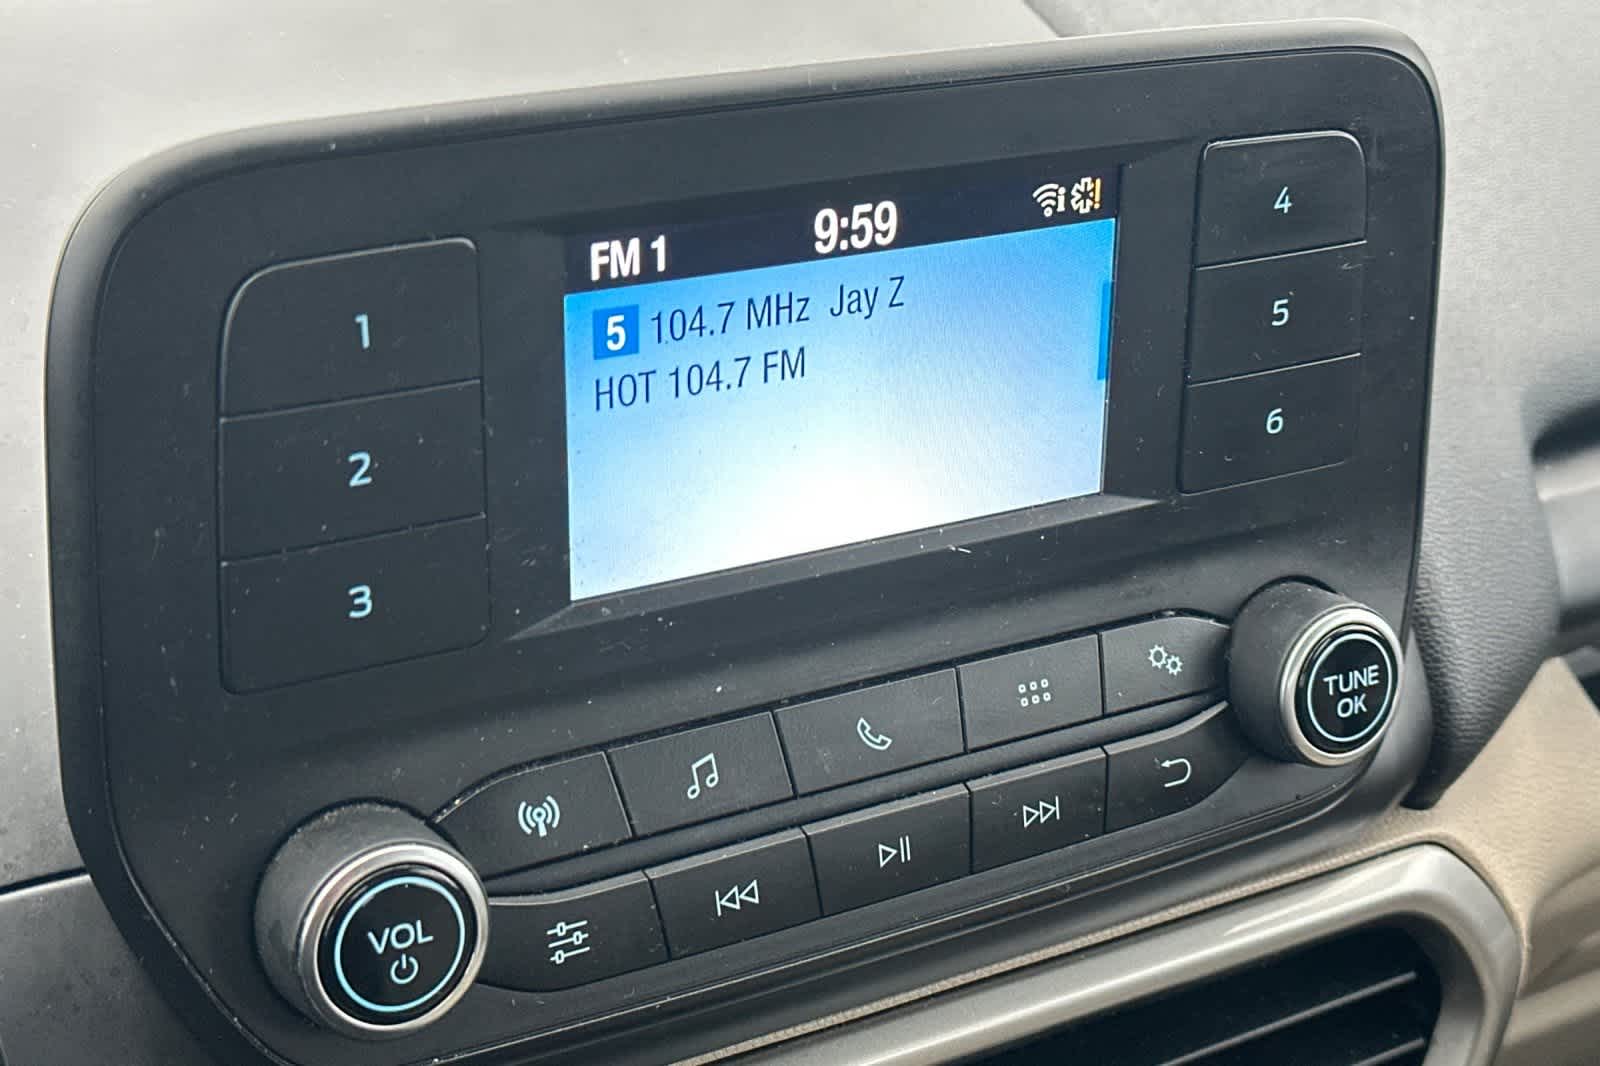 FM 1 9:59
5 104.7 MHz Jay Z
HOT 104.7 FM
1
2
3
4
5
6
VOL
TUNE
OK